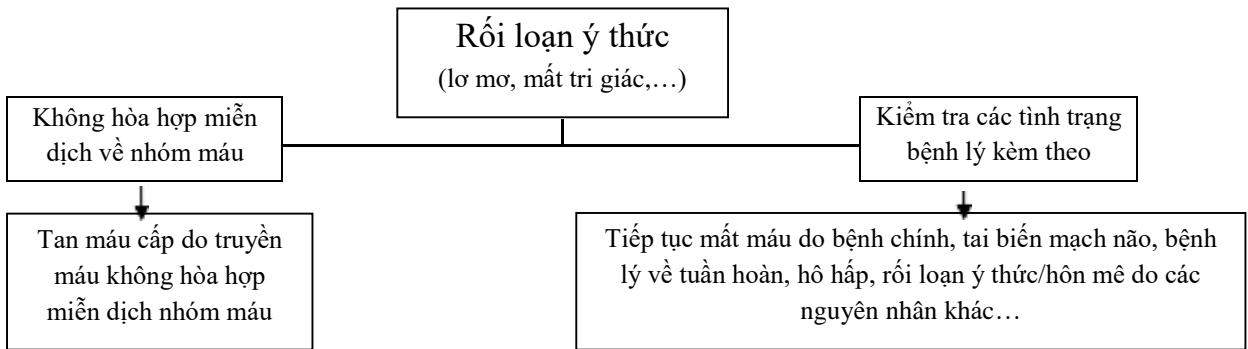 Rối loạn ý thức
(lơ mơ, mất tri giác,…)
Không hòa hợp miễn
dịch về nhóm máu
Kiểm tra các tình trạng
bệnh lý kèm theo
Tan máu cấp do truyền
máu không hòa hợp
miễn dịch nhóm máu
Tiếp tục mất máu do bệnh chính, tai biến mạch não, bệnh
lý về tuần hoàn, hô hấp, rối loạn ý thức/hôn mê do các
nguyên nhân khác…